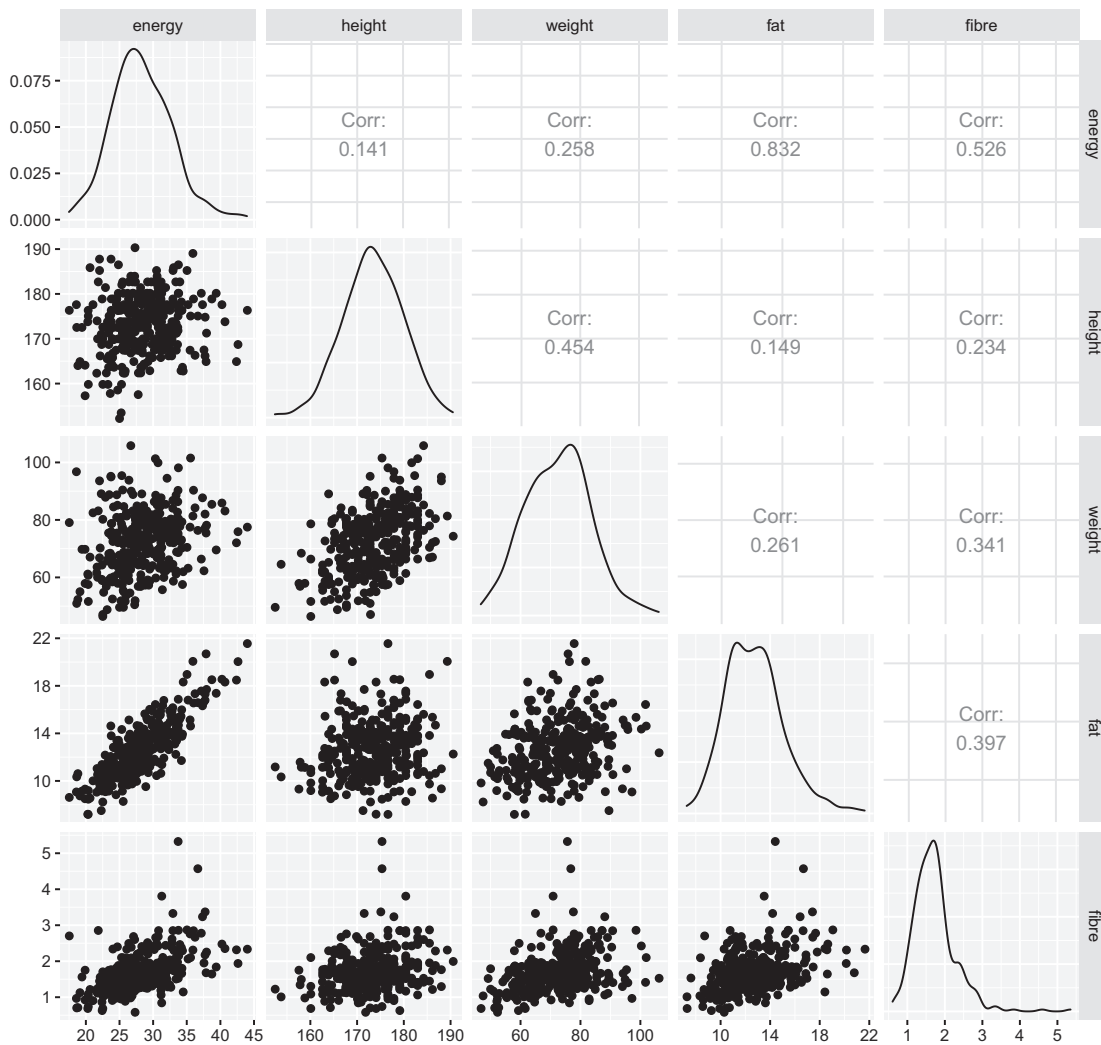 energy height weight fat fibre
0.075
0.050
0.025
0.000
Corr:
0.141
Corr:
0.258
Corr:
0.832
Corr:
0.526
energy
190
180
170
160
Corr:
0.454
Corr:
0.149
Corr:
0.234
height
100
80
60
Corr:
0.261
Corr:
0.341
weight
22
18
14
10
Corr:
0.397
fat
5
4
3
2
1
fibre
20 25 30 35 40 45 160 170 180 190 60 80 100 10 14 18 22 1 2 3 4 5